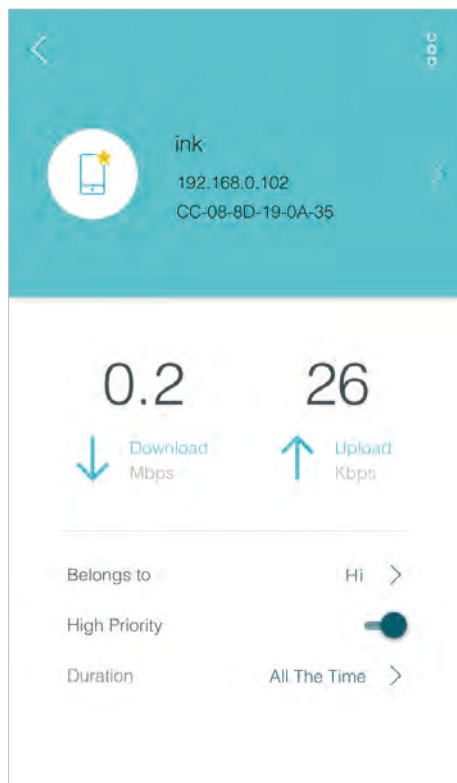 ink
192.168.0.102
CC-08-8D-19-0A-35
0.2 26
Download Upload
Mbps Kbps
Belongs to Hi
High Priority
Duration All The Time